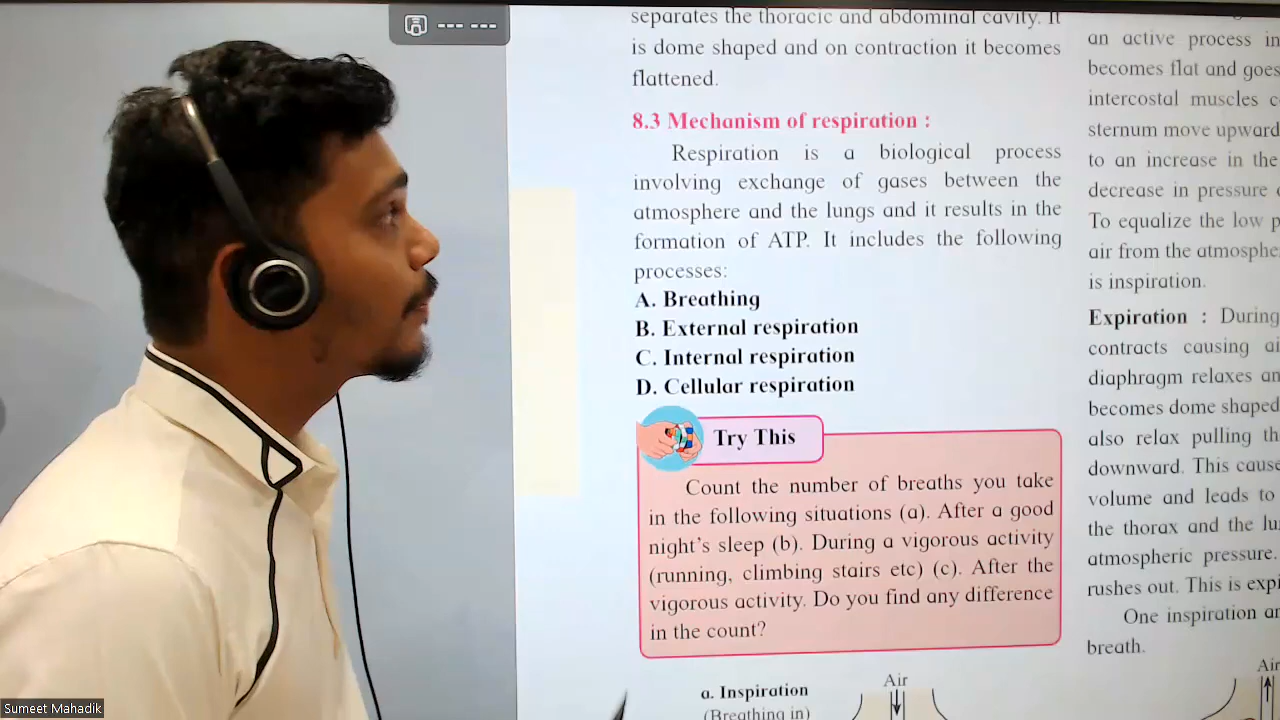 separates the thoracic and abdominal cavity. It
is dome shaped and on contraction it becomes
flattened.
8.3 Mechanism of respiration :
Respiration is a biological process
involving exchange of gases between the
atmosphere and the lungs and it results in the
formation of ATP. It includes the following
processes:
A. Breathing
B. External respiration
C. Internal respiration
D. Cellular respiration
Try This
Count the number of breaths you take
in the following situations (a). After a good
night's sleep (b). During a vigorous activity
(running, climbing stairs etc) (c). After the
vigorous activity. Do you find any difference
in the count?
a. Inspiration
(Breathing in)
Air
an active process in
becomes flat and goes
intercostal muscles c
sternum move upward
to an increase in the
decrease in pressure
To equalize the low p
air from the atmosphe
is inspiration.
Expiration : During
contracts causing ai
diaphragm relaxes an
becomes dome shaped
also relax pulling th
downward. This cause
volume and leads to
the thorax and the lu
atmospheric pressure.
rushes out. This is expi
One inspiration an
breath.
Air
Sumeet Mahadik